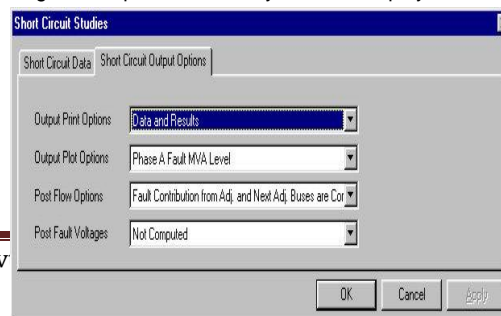 Short Circuit Studies
Short Circuit Data Short Circuit Output Options
Output Print Options Data and Results
Output Plot Options Phase A Fault MVA Level
Post Flow Options Fault Contribution from Adj. and Next Adj. Buses are Cor
Post Fault Voltages Not Computed
OK Cancel Apply